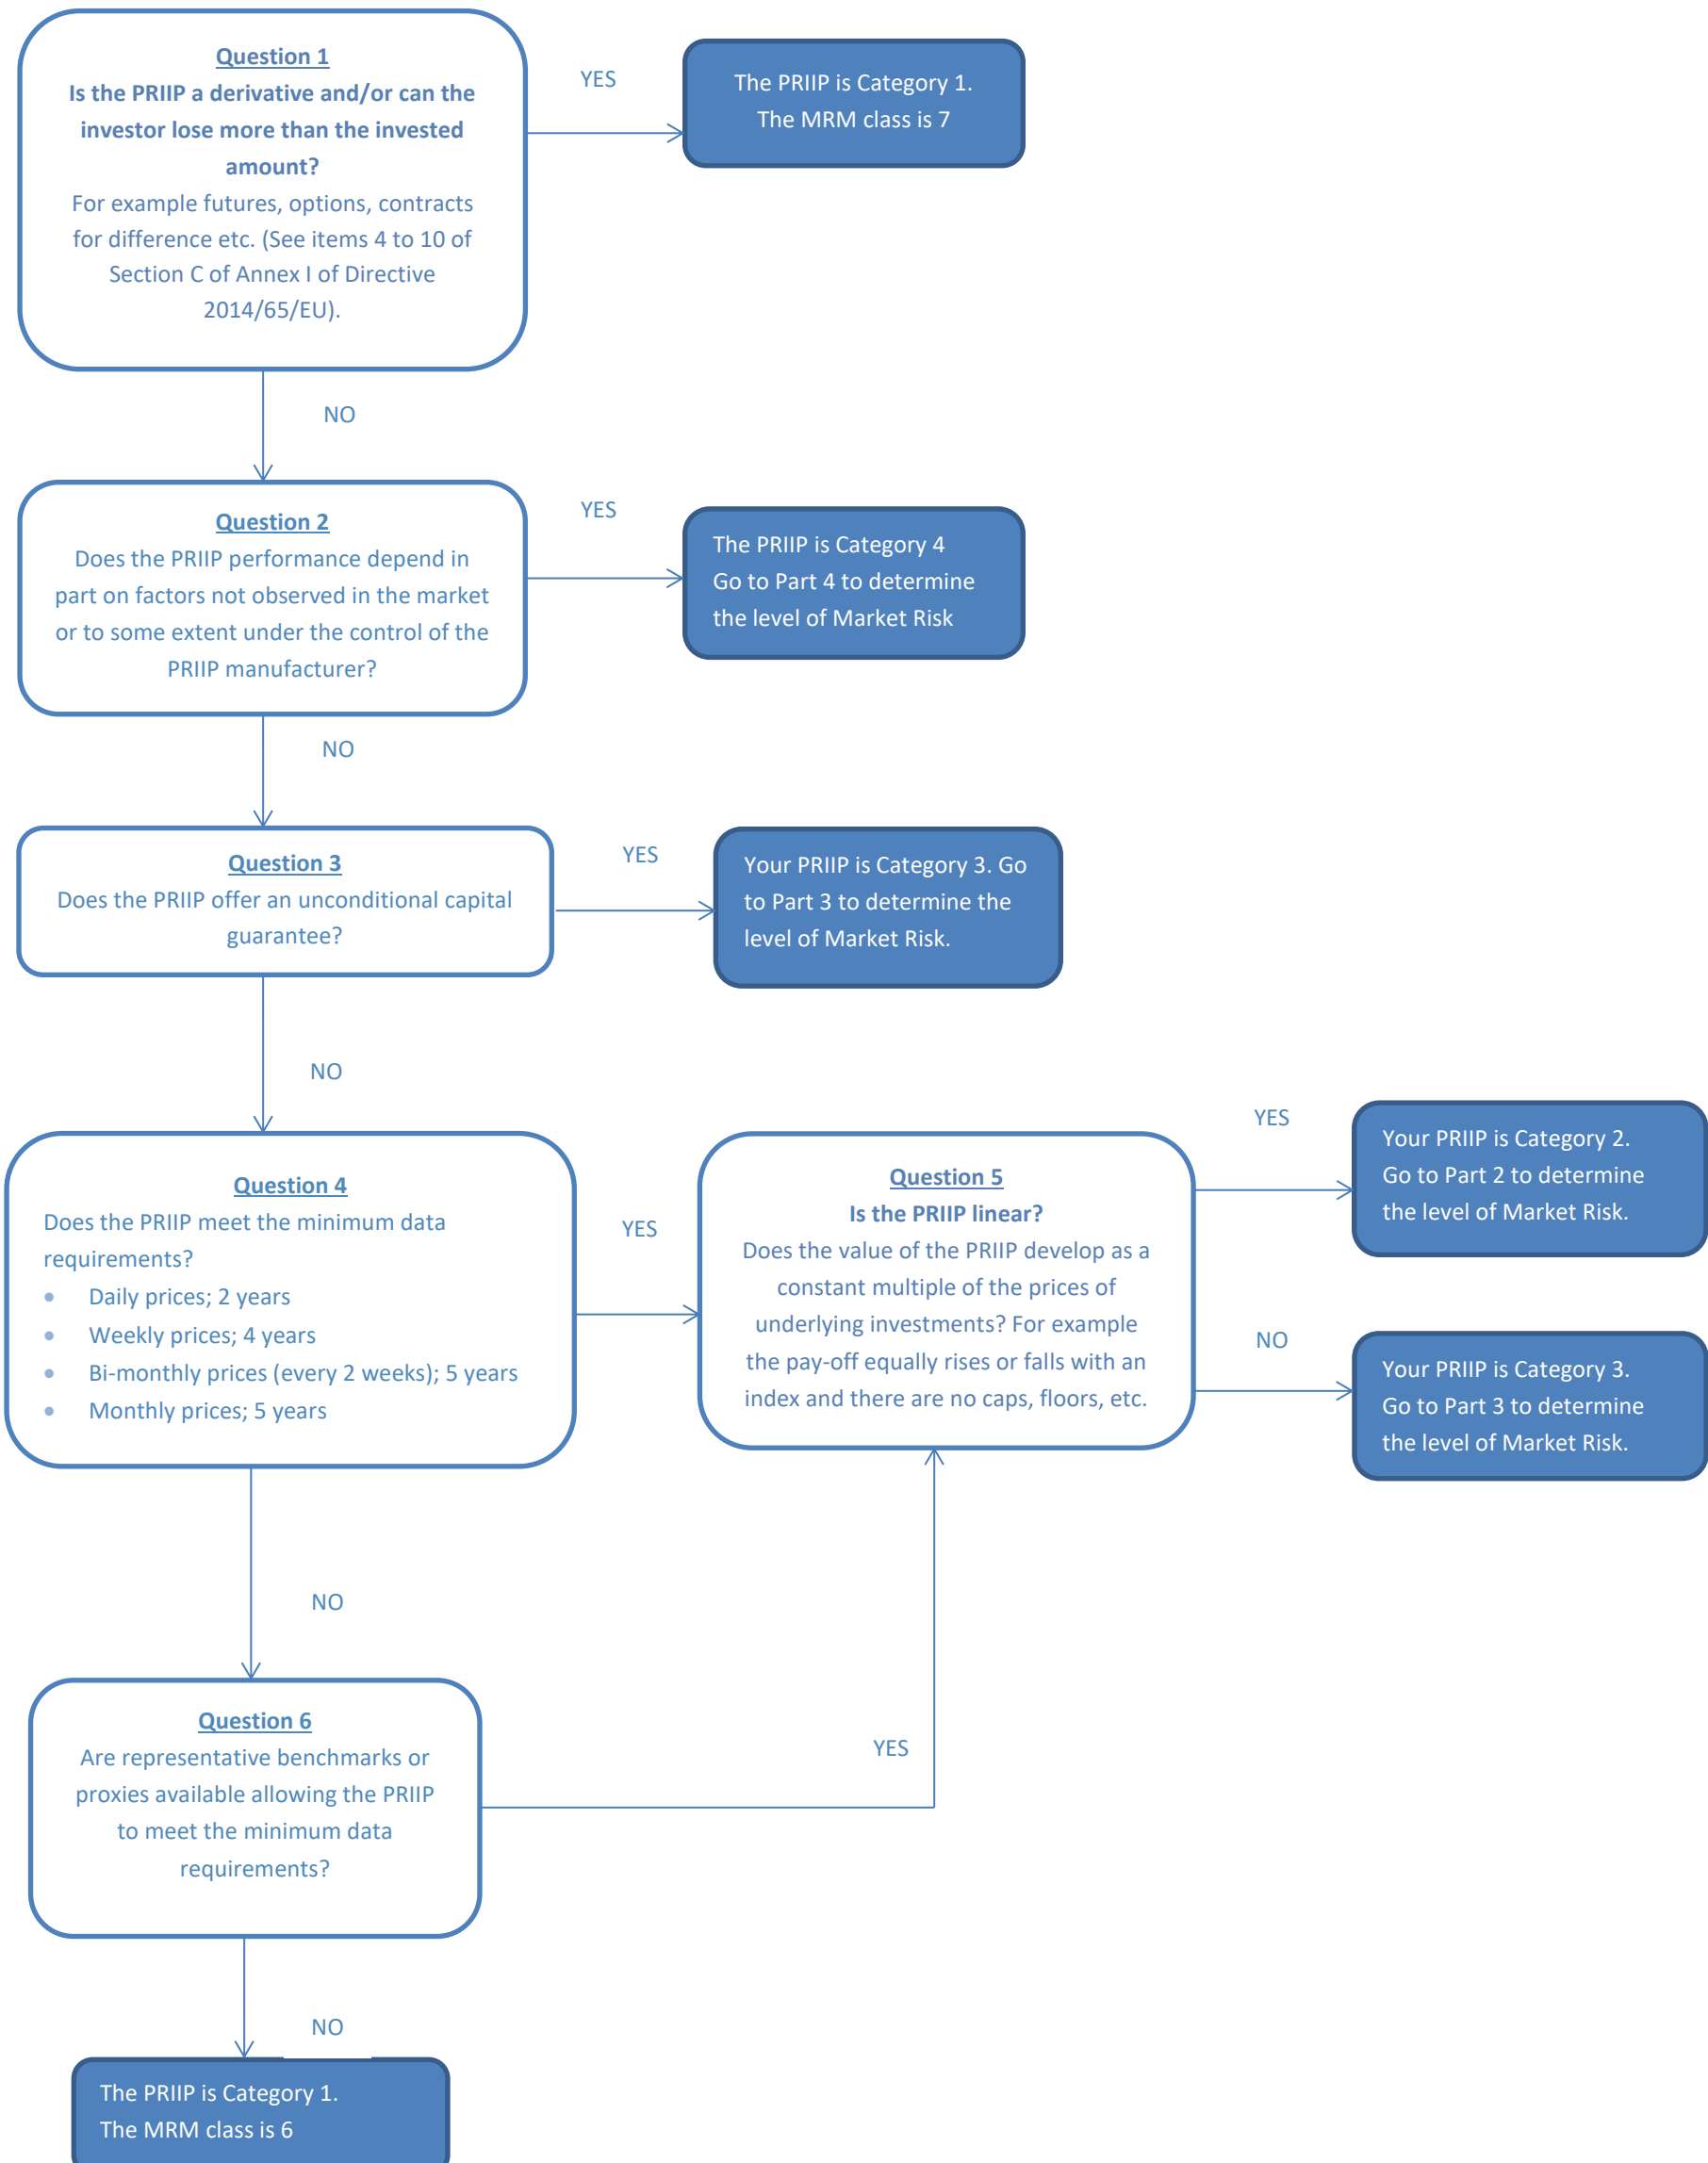 Question 1
Is the PRIIP a derivative and/or can the
investor lose more than the invested
amount?
For example futures, options, contracts
for difference etc. (See items 4 to 10 of
Section C of Annex I of Directive
2014/65/EU).
YES
The PRIIP is Category 1.
The MRM class is 7
NO
Question 2
Does the PRIIP performance depend in
part on factors not observed in the market
or to some extent under the control of the
PRIIP manufacturer?
YES
The PRIIP is Category 4
Go to Part 4 to determine
the level of Market Risk
NO
Question 3
Does the PRIIP offer an unconditional capital
guarantee?
YES
Your PRIIP is Category 3. Go
to Part 3 to determine the
level of Market Risk.
NO
Question 4
Does the PRIIP meet the minimum data
requirements?
• Daily prices; 2 years
• Weekly prices; 4 years
• Bi-monthly prices (every 2 weeks); 5 years
• Monthly prices; 5 years
YES
Question 5
Is the PRIIP linear?
Does the value of the PRIIP develop as a
constant multiple of the prices of
underlying investments? For example
the pay-off equally rises or falls with an
index and there are no caps, floors, etc.
YES
Your PRIIP is Category 2.
Go to Part 2 to determine
the level of Market Risk.
NO
Your PRIIP is Category 3.
Go to Part 3 to determine
the level of Market Risk.
NO
Question 6
Are representative benchmarks or
proxies available allowing the PRIIP
to meet the minimum data
requirements?
YES
NO
The PRIIP is Category 1.
The MRM class is 6